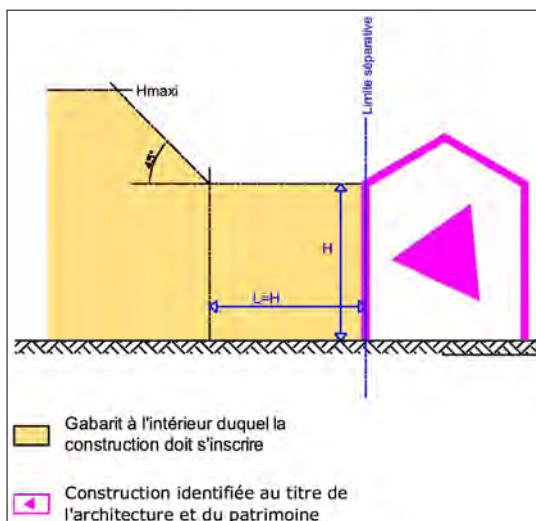 Limite séparative
Hmaxi
45°
H
L=H
Gabarit à l'intérieur duquel la
construction doit s'inscrire
Construction identifiée au titre de
l'architecture et du patrimoine